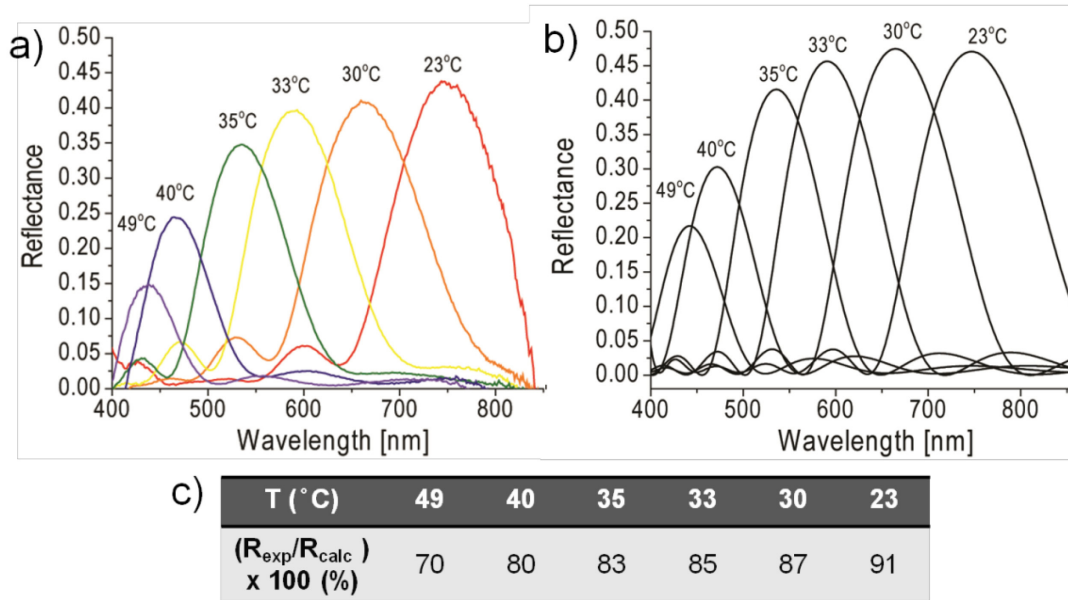 a)
0.50
0.45
0.40
0.35
0.30
0.25
0.20
0.15
0.10
0.05
0.00
Reflectance
49°C
40°C
35°C
33°C
30°C
23°C
400 500 600 700 800
Wavelength [nm]
b)
0.50
0.45
0.40
0.35
0.30
0.25
0.20
0.15
0.10
0.05
0.00
Reflectance
49°C
40°C
35°C
33°C
30°C
23°C
400 500 600 700 800
Wavelength [nm]
c)
T (˚C) 49 40 35 33 30 23
(Rexp/Rcalc ) 70 80 83 85 87 91
x 100 (%)